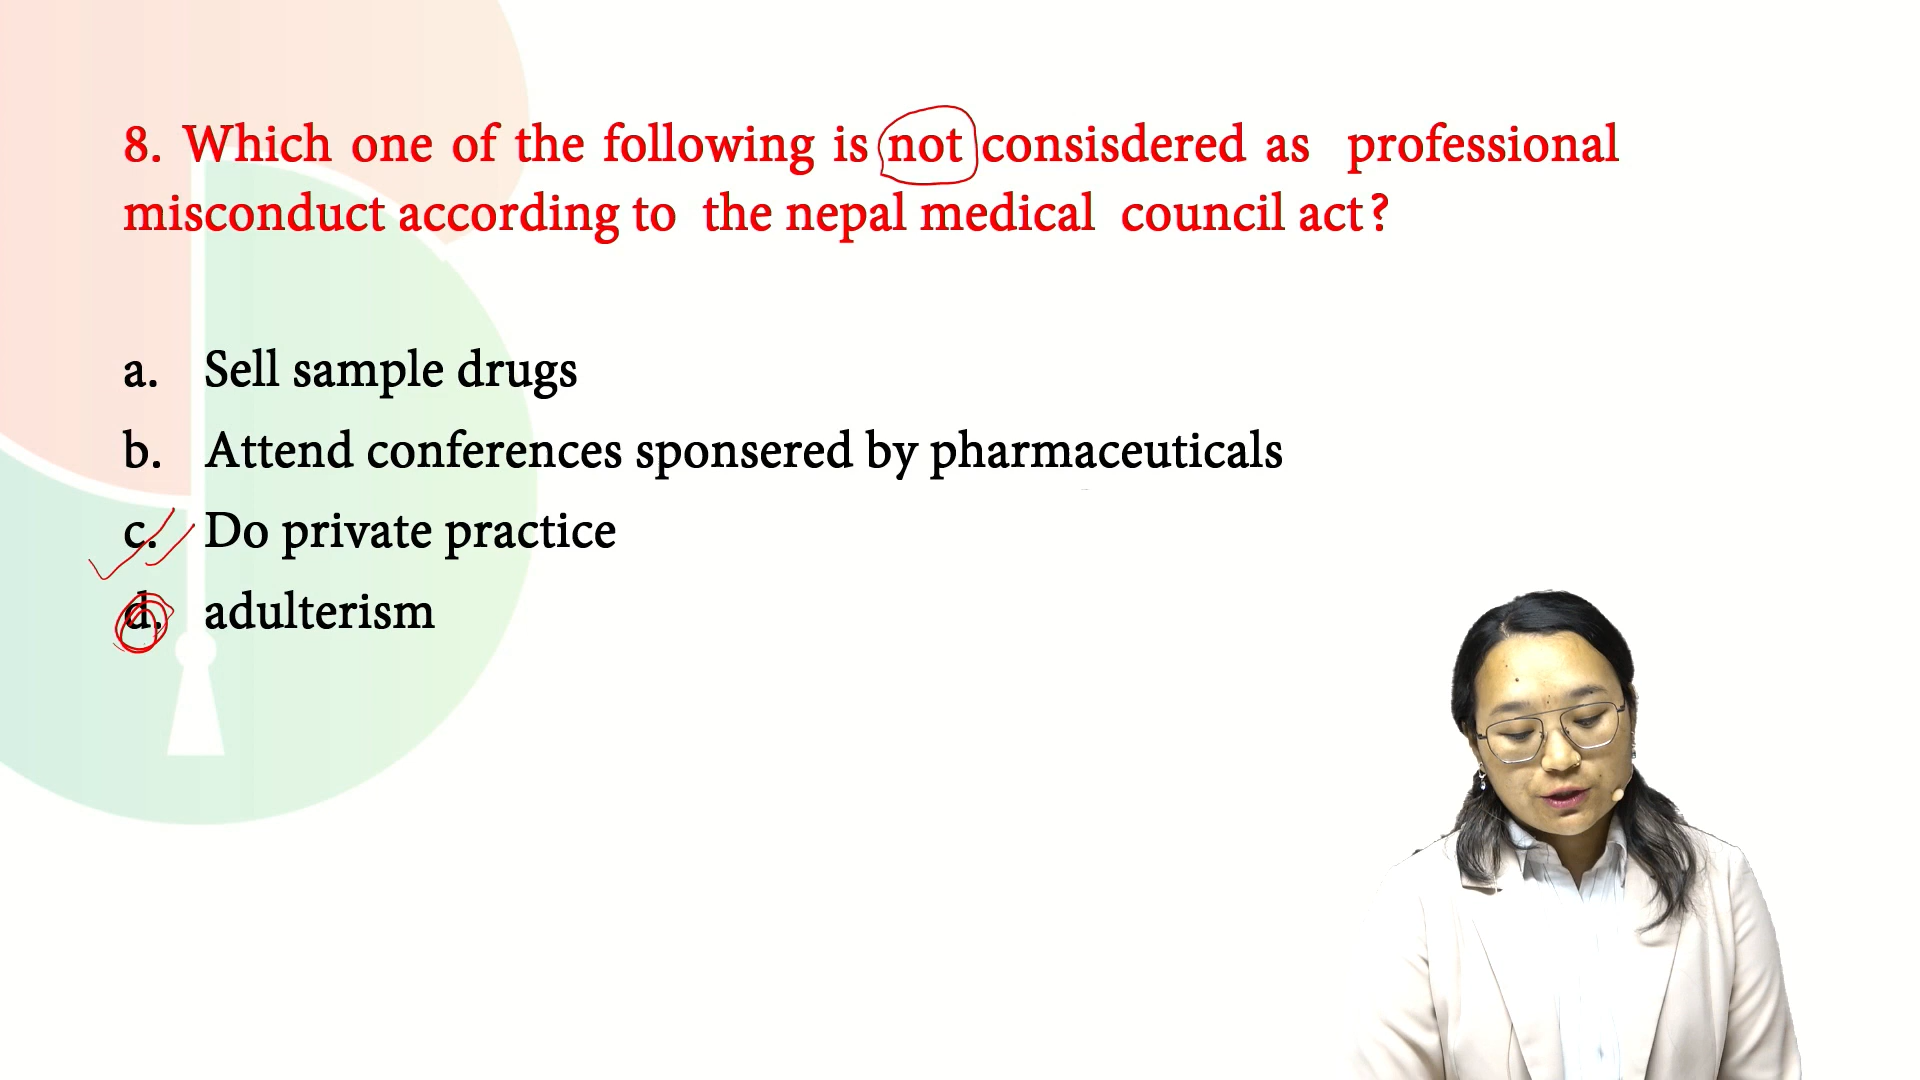 8. Which one of the following is not consisdered as professional
misconduct according to the nepal medical council act?
a. Sell sample drugs
b. Attend conferences sponsered by pharmaceuticals
c. Do private practice
d. adulterism